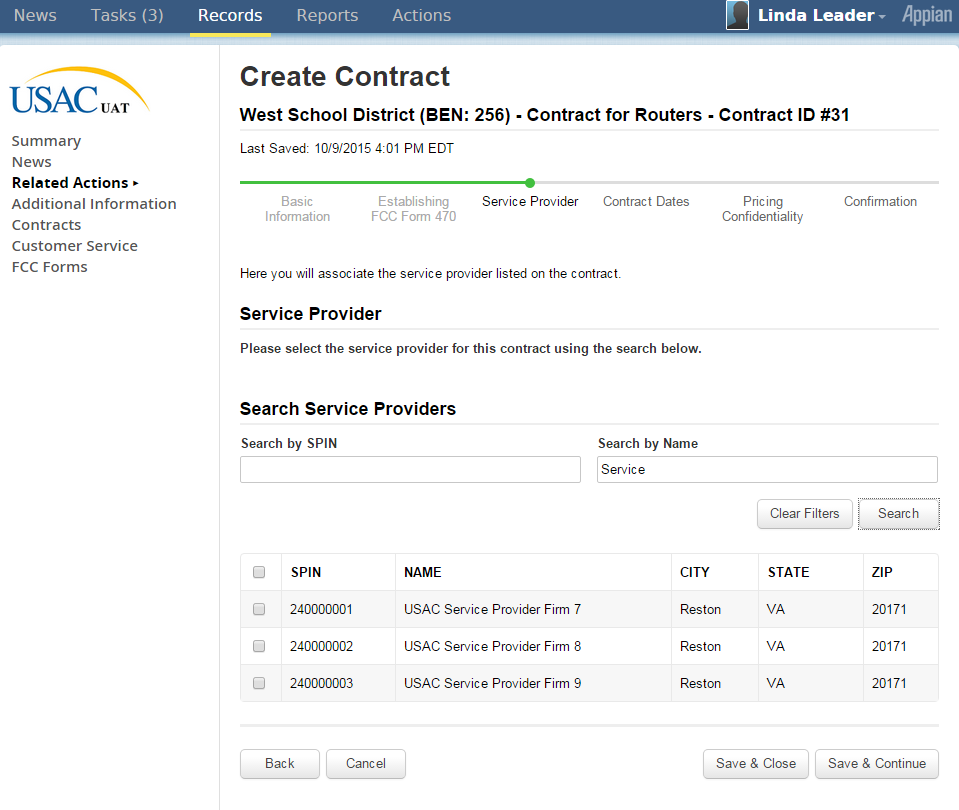 News Tasks (3) Records Reports Actions Linda Leader Appian
USAC UAT
Summary
News
Related Actions ▸
Additional Information
Contracts
Customer Service
FCC Forms
Create Contract
West School District (BEN: 256) - Contract for Routers - Contract ID #31
Last Saved: 10/9/2015 4:01 PM EDT
Basic Information
Establishing FCC Form 470
Service Provider
Contract Dates
Pricing Confidentiality
Confirmation
Here you will associate the service provider listed on the contract.
Service Provider
Please select the service provider for this contract using the search below.
Search Service Providers
Search by SPIN Search by Name
Service
Clear Filters Search
SPIN NAME CITY STATE ZIP
240000001 USAC Service Provider Firm 7 Reston VA 20171
240000002 USAC Service Provider Firm 8 Reston VA 20171
240000003 USAC Service Provider Firm 9 Reston VA 20171
Back Cancel Save & Close Save & Continue